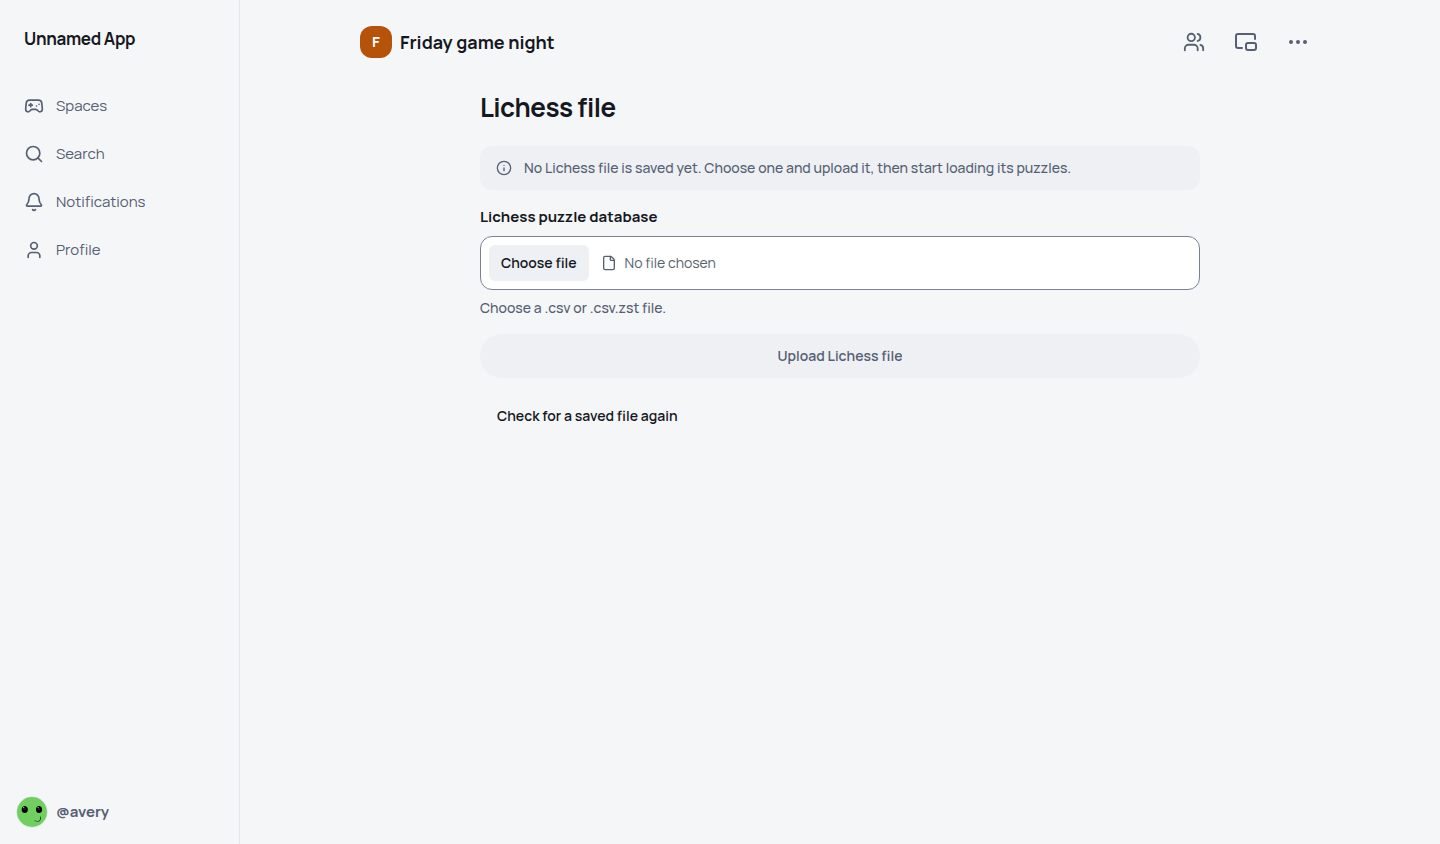 Unnamed App
Spaces
Search
Notifications
Profile
@avery
F Friday game night
Lichess file
No Lichess file is saved yet. Choose one and upload it, then start loading its puzzles.
Lichess puzzle database
Choose file No file chosen
Choose a .csv or .csv.zst file.
Upload Lichess file
Check for a saved file again